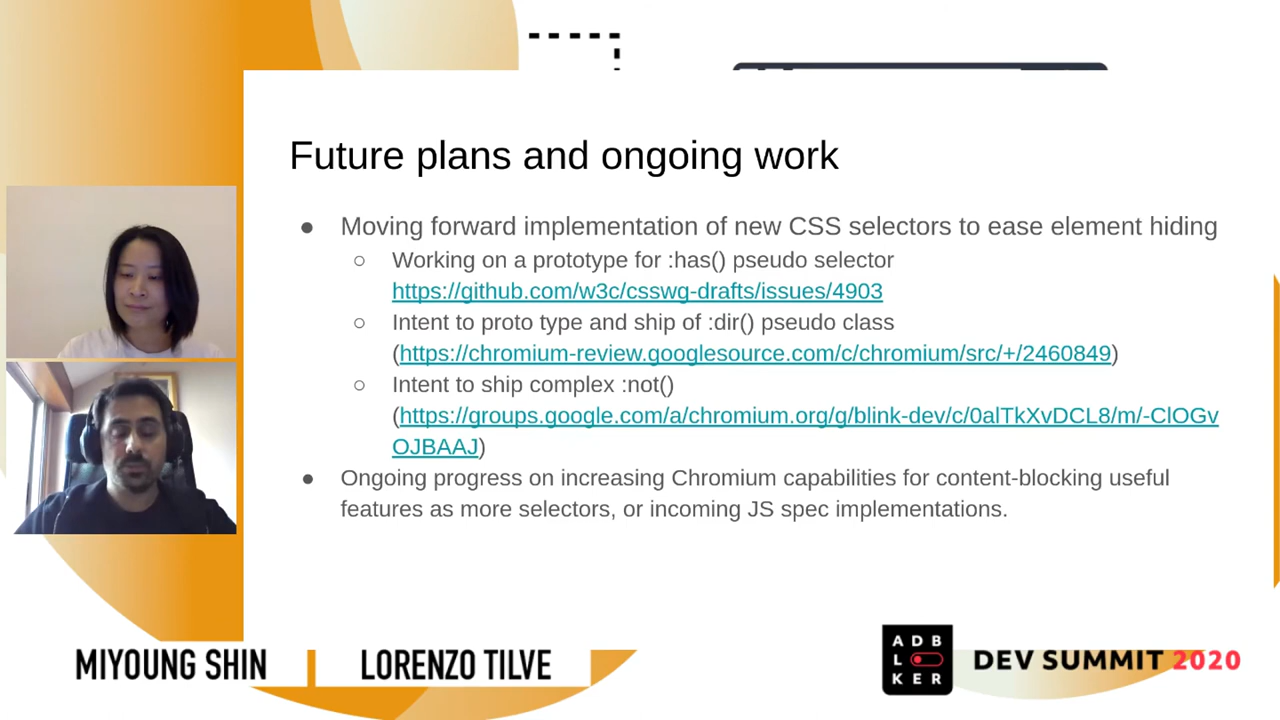 Future plans and ongoing work
● Moving forward implementation of new CSS selectors to ease element hiding
○ Working on a prototype for :has() pseudo selector
https://github.com/w3c/csswg-drafts/issues/4903
○ Intent to proto type and ship of :dir() pseudo class
(https://chromium-review.googlesource.com/c/chromium/src/+/2460849)
○ Intent to ship complex :not()
(https://groups.google.com/a/chromium.org/g/blink-dev/c/0alTkXvDCL8/m/-ClOGv
OJBAAJ)
● Ongoing progress on increasing Chromium capabilities for content-blocking useful
features as more selectors, or incoming JS spec implementations.
MIYOUNG SHIN
LORENZO TILVE
ADB
L
KER
DEV SUMMIT 2020